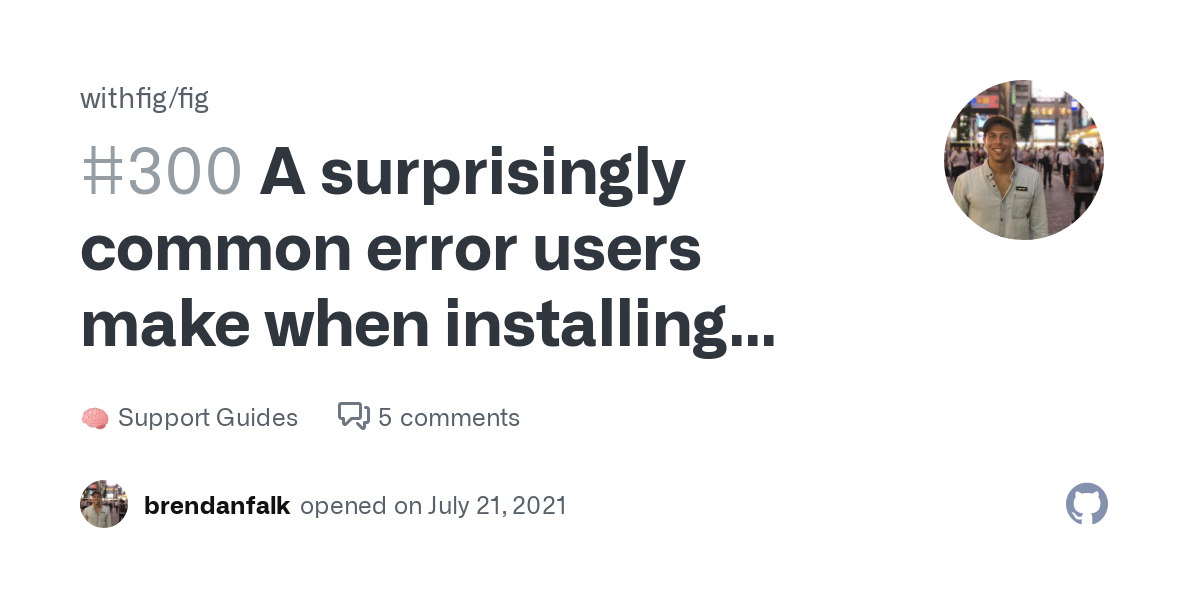 withfig/fig
#300 A surprisingly
common error users
make when installing...
Support Guides 5 comments
brendanfalk opened on July 21, 2021